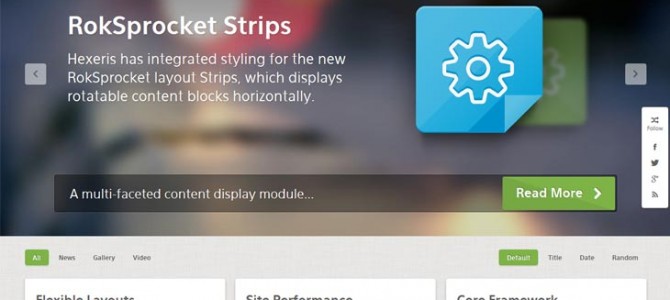 RokSprocket Strips
Hexeris has integrated styling for the new
RokSprocket layout Strips, which displays
rotatable content blocks horizontally.
Follow
A multi-faceted content display module...
Read More
All News Gallery Video
Default Title Date Random
Flexible Layouts
Site Performance
Core Framework